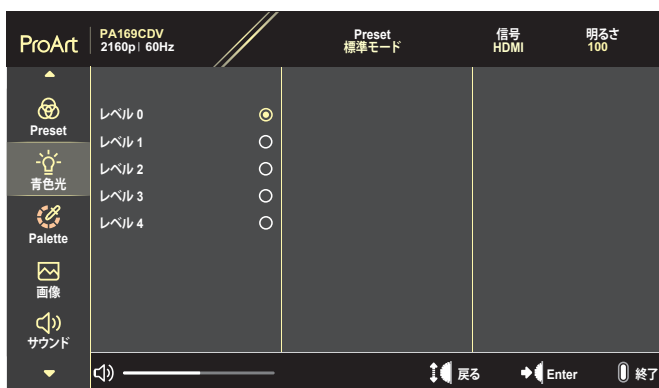 ProArt
PA169CDV
2160p | 60Hz
Preset
標準モード
信号
HDMI
明るさ
100
Preset
青色光
Palette
画像
サウンド
レベル 0
レベル 1
レベル 2
レベル 3
レベル 4
戻る
Enter
終了